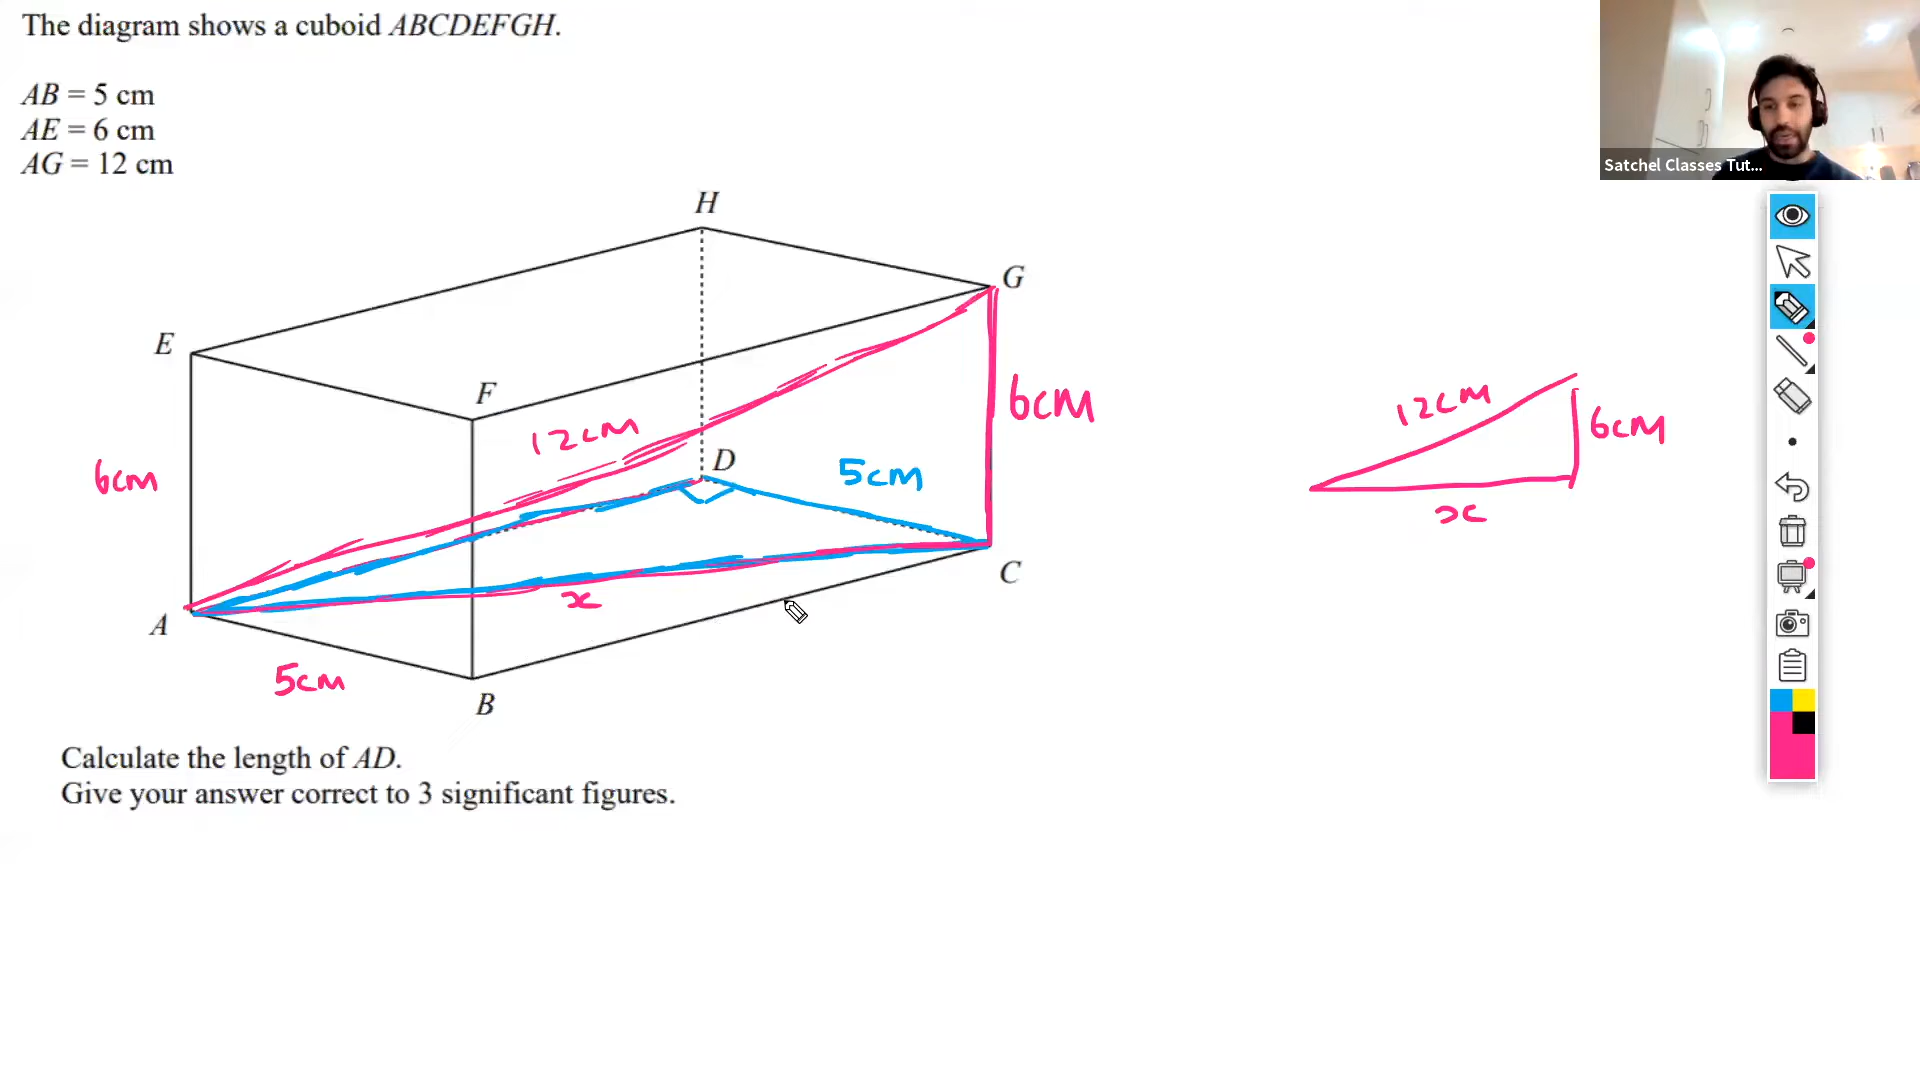 The diagram shows a cuboid ABCDEFGH.
AB = 5 cm
AE = 6 cm
AG = 12 cm
Satchel Classes Tut...
H
G
E
F
12cm
6cm
12cm
6cm
D
5cm
6cm
x
C
x
A
5cm
B
Calculate the length of AD.
Give your answer correct to 3 significant figures.